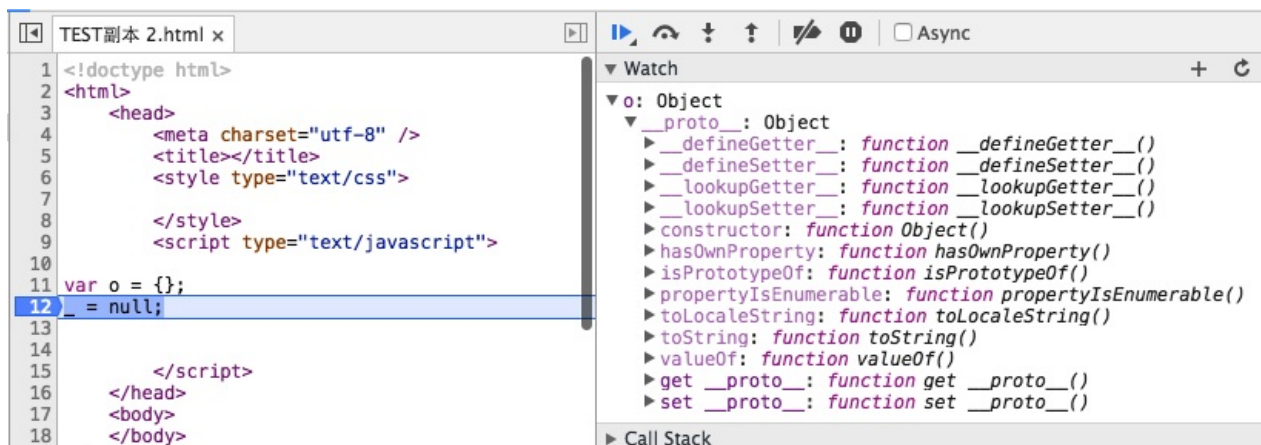 TEST副本 2.html ×
1 <!doctype html>
2 <html>
3 <head>
4 <meta charset="utf-8" />
5 <title></title>
6 <style type="text/css">
7
8 </style>
9 <script type="text/javascript">
10
11 var o = {};
12 _ = null;
13
14
15 </script>
16 </head>
17 <body>
18 </body>
Async
▼ Watch
▼ o: Object
▼ __proto__: Object
▶ __defineGetter__: function __defineGetter__()
▶ __defineSetter__: function __defineSetter__()
▶ __lookupGetter__: function __lookupGetter__()
▶ __lookupSetter__: function __lookupSetter__()
▶ constructor: function Object()
▶ hasOwnProperty: function hasOwnProperty()
▶ isPrototypeOf: function isPrototypeOf()
▶ propertyIsEnumerable: function propertyIsEnumerable()
▶ toLocaleString: function toLocaleString()
▶ toString: function toString()
▶ valueOf: function valueOf()
▶ get __proto__: function get __proto__()
▶ set __proto__: function set __proto__()
▶ Call Stack